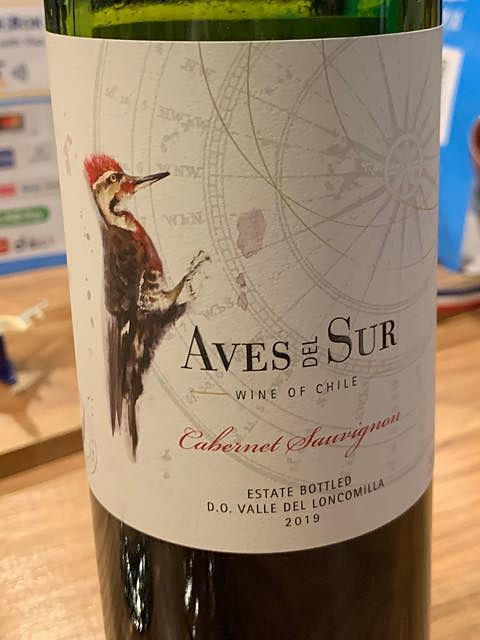 AVES DEL SUR
WINE OF CHILE
Cabernet Sauvignon
ESTATE BOTTLED
D.O. VALLE DEL LONCOMILLA
2019